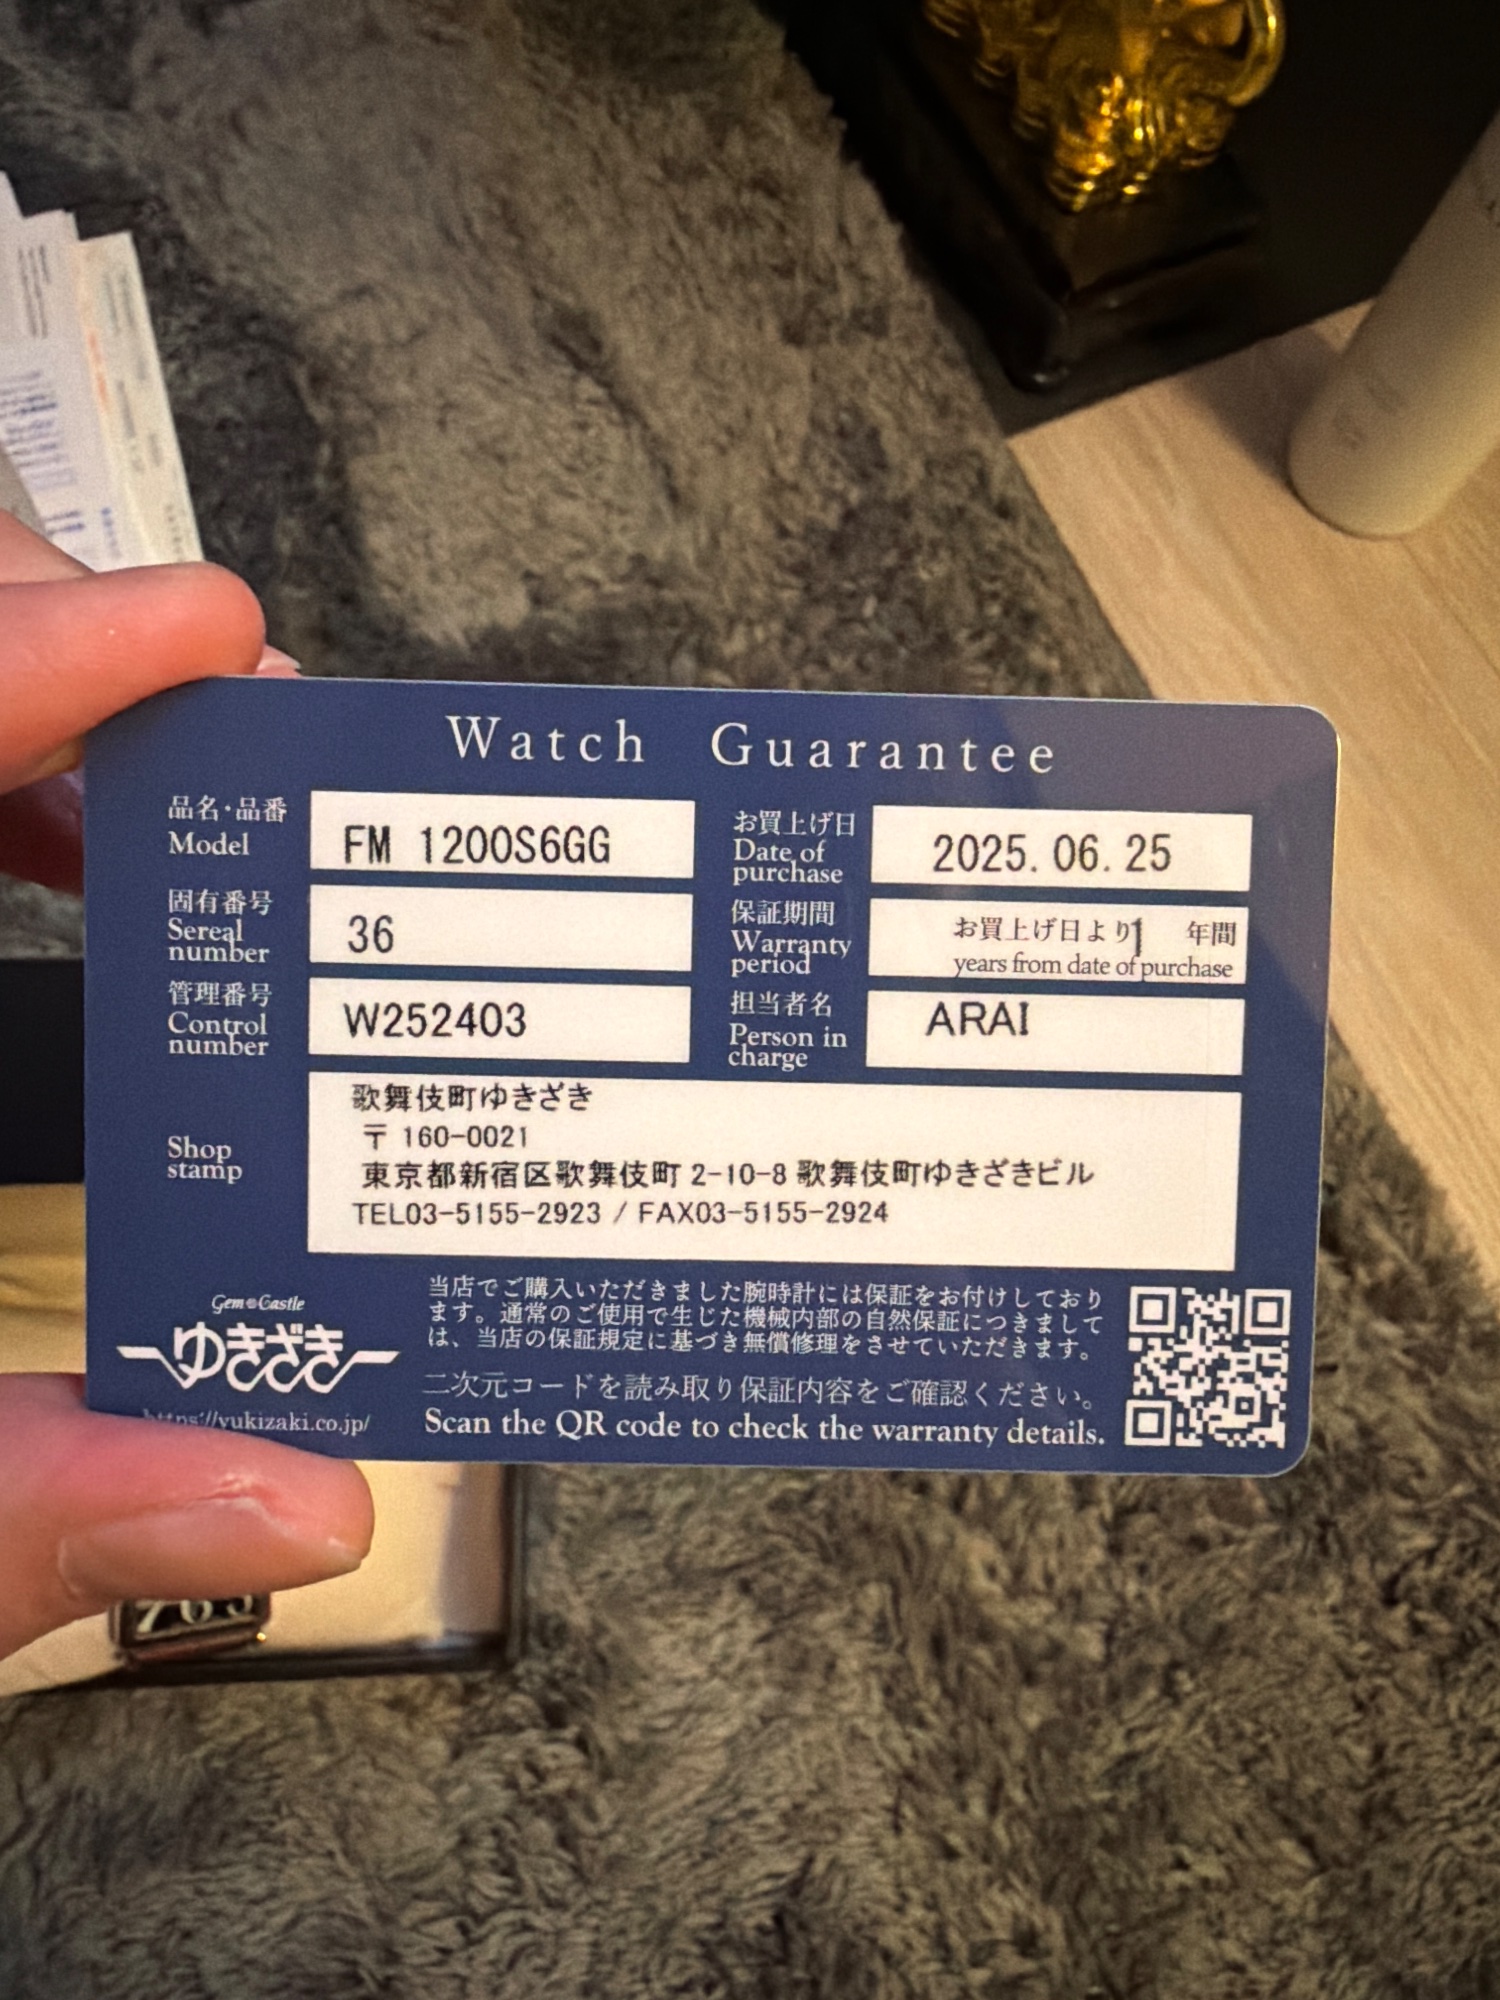 Watch Guarantee
品名・品番
Model
FM 1200S6GG
お買上げ日
Date of
purchase
2025.06.25
固有番号
Sereal
number
36
保証期間
Warranty
period
お買上げ日より1 年間
years from date of purchase
管理番号
Control
number
W252403
担当者名
Person in
charge
ARAI
Shop
stamp
歌舞伎町ゆきざき
〒160-0021
東京都新宿区歌舞伎町 2-10-8 歌舞伎町ゆきざきビル
TEL03-5155-2923 / FAX03-5155-2924
Gem Castle
ゆきざき
https://yukizaki.co.jp/
当店でご購入いただきました腕時計には保証をお付けしており
ます。通常のご使用で生じた機械内部の自然保証につきまして
は、当店の保証規定に基づき無償修理をさせていただきます。
二次元コードを読み取り保証内容をご確認ください。
Scan the QR code to check the warranty details.